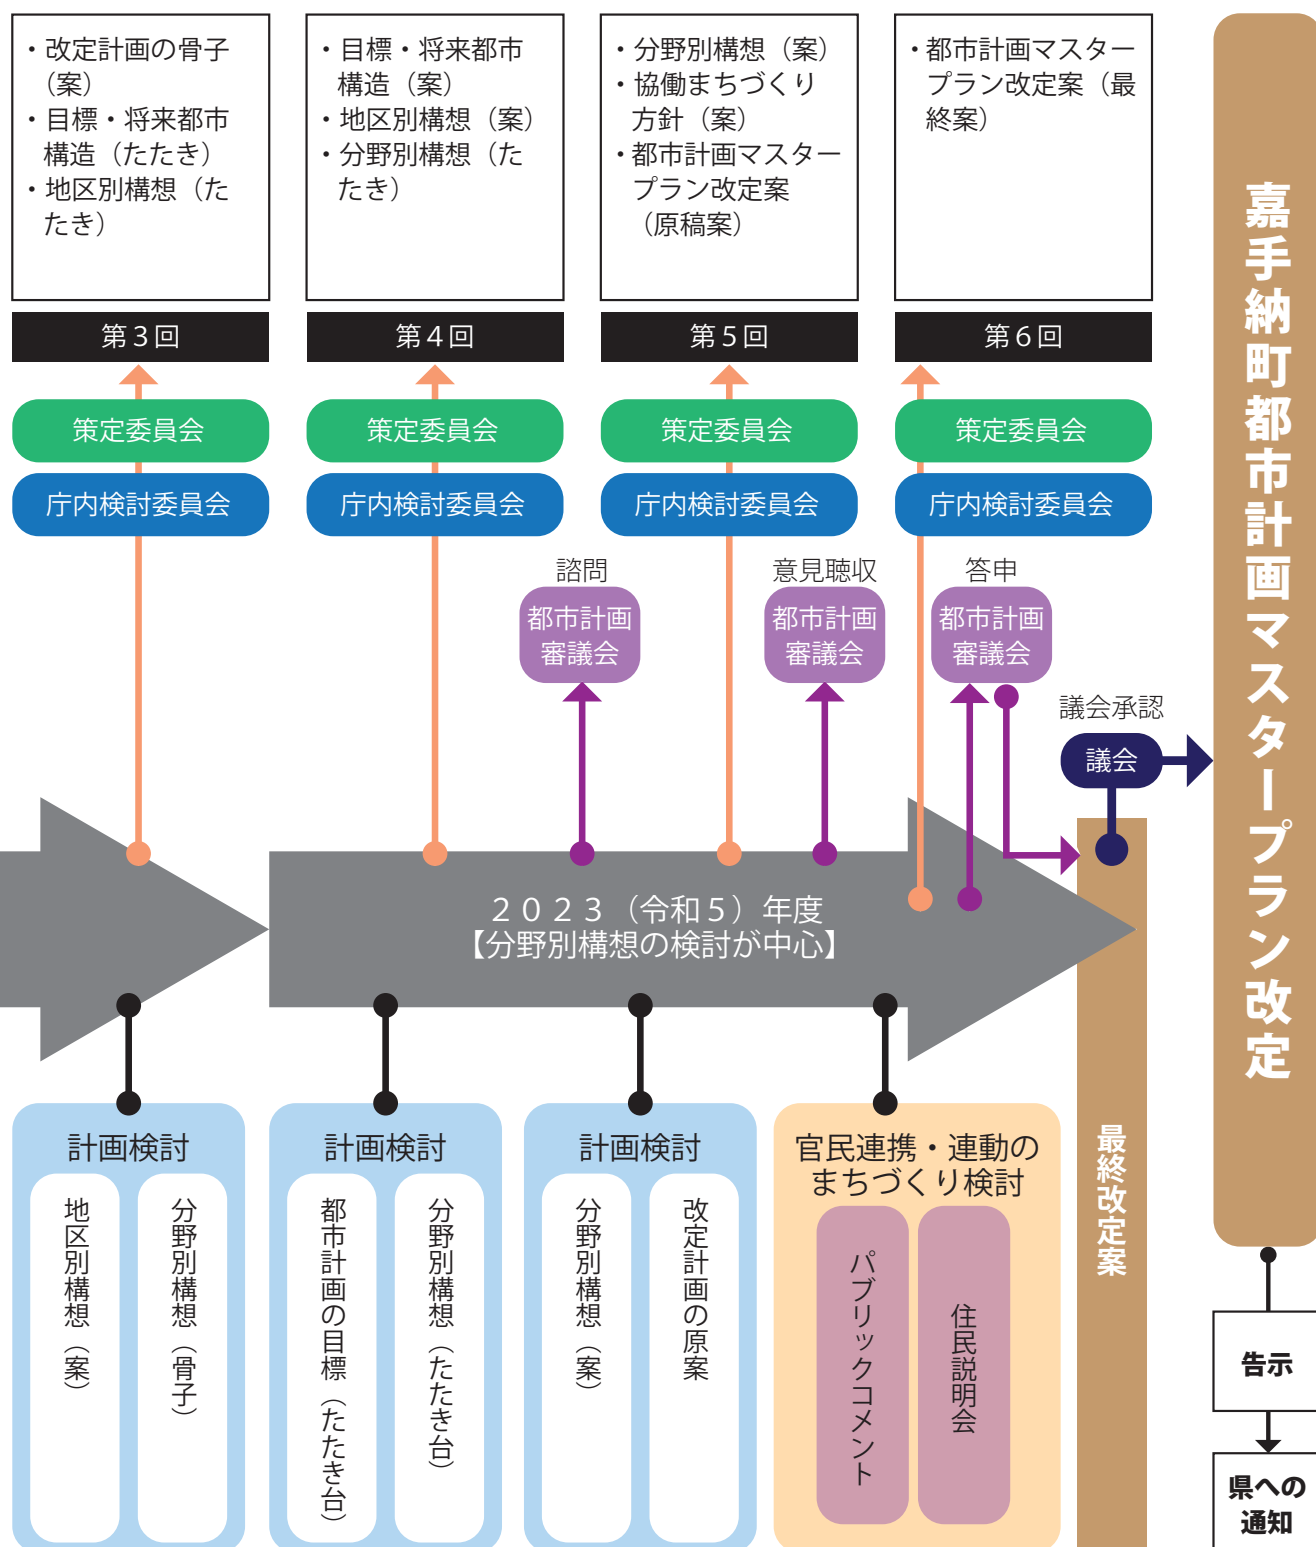 ・改定計画の骨子
（案）
・目標・将来都市
構造（たたき）
・地区別構想（た
たき）
・目標・将来都市
構造（案）
・地区別構想（案）
・分野別構想（た
たき）
・分野別構想（案）
・協働まちづくり
方針（案）
・都市計画マスター
プラン改定案
（原稿案）
・都市計画マスター
プラン改定案（最
終案）
第３回
第４回
第５回
第６回
策定委員会
策定委員会
策定委員会
策定委員会
庁内検討委員会
庁内検討委員会
庁内検討委員会
庁内検討委員会
諮問
都市計画
審議会
意見聴収
都市計画
審議会
答申
都市計画
審議会
議会承認
議会
嘉手納町都市計画マスタープラン改定
２０２３（令和５）年度
【分野別構想の検討が中心】
計画検討
地区別構想（案）
分野別構想（骨子）
計画検討
都市計画の目標（たたき台）
分野別構想（たたき台）
計画検討
分野別構想（案）
改定計画の原案
官民連携・連動の
まちづくり検討
パブリックコメント
住民説明会
最終改定案
告示
県への
通知